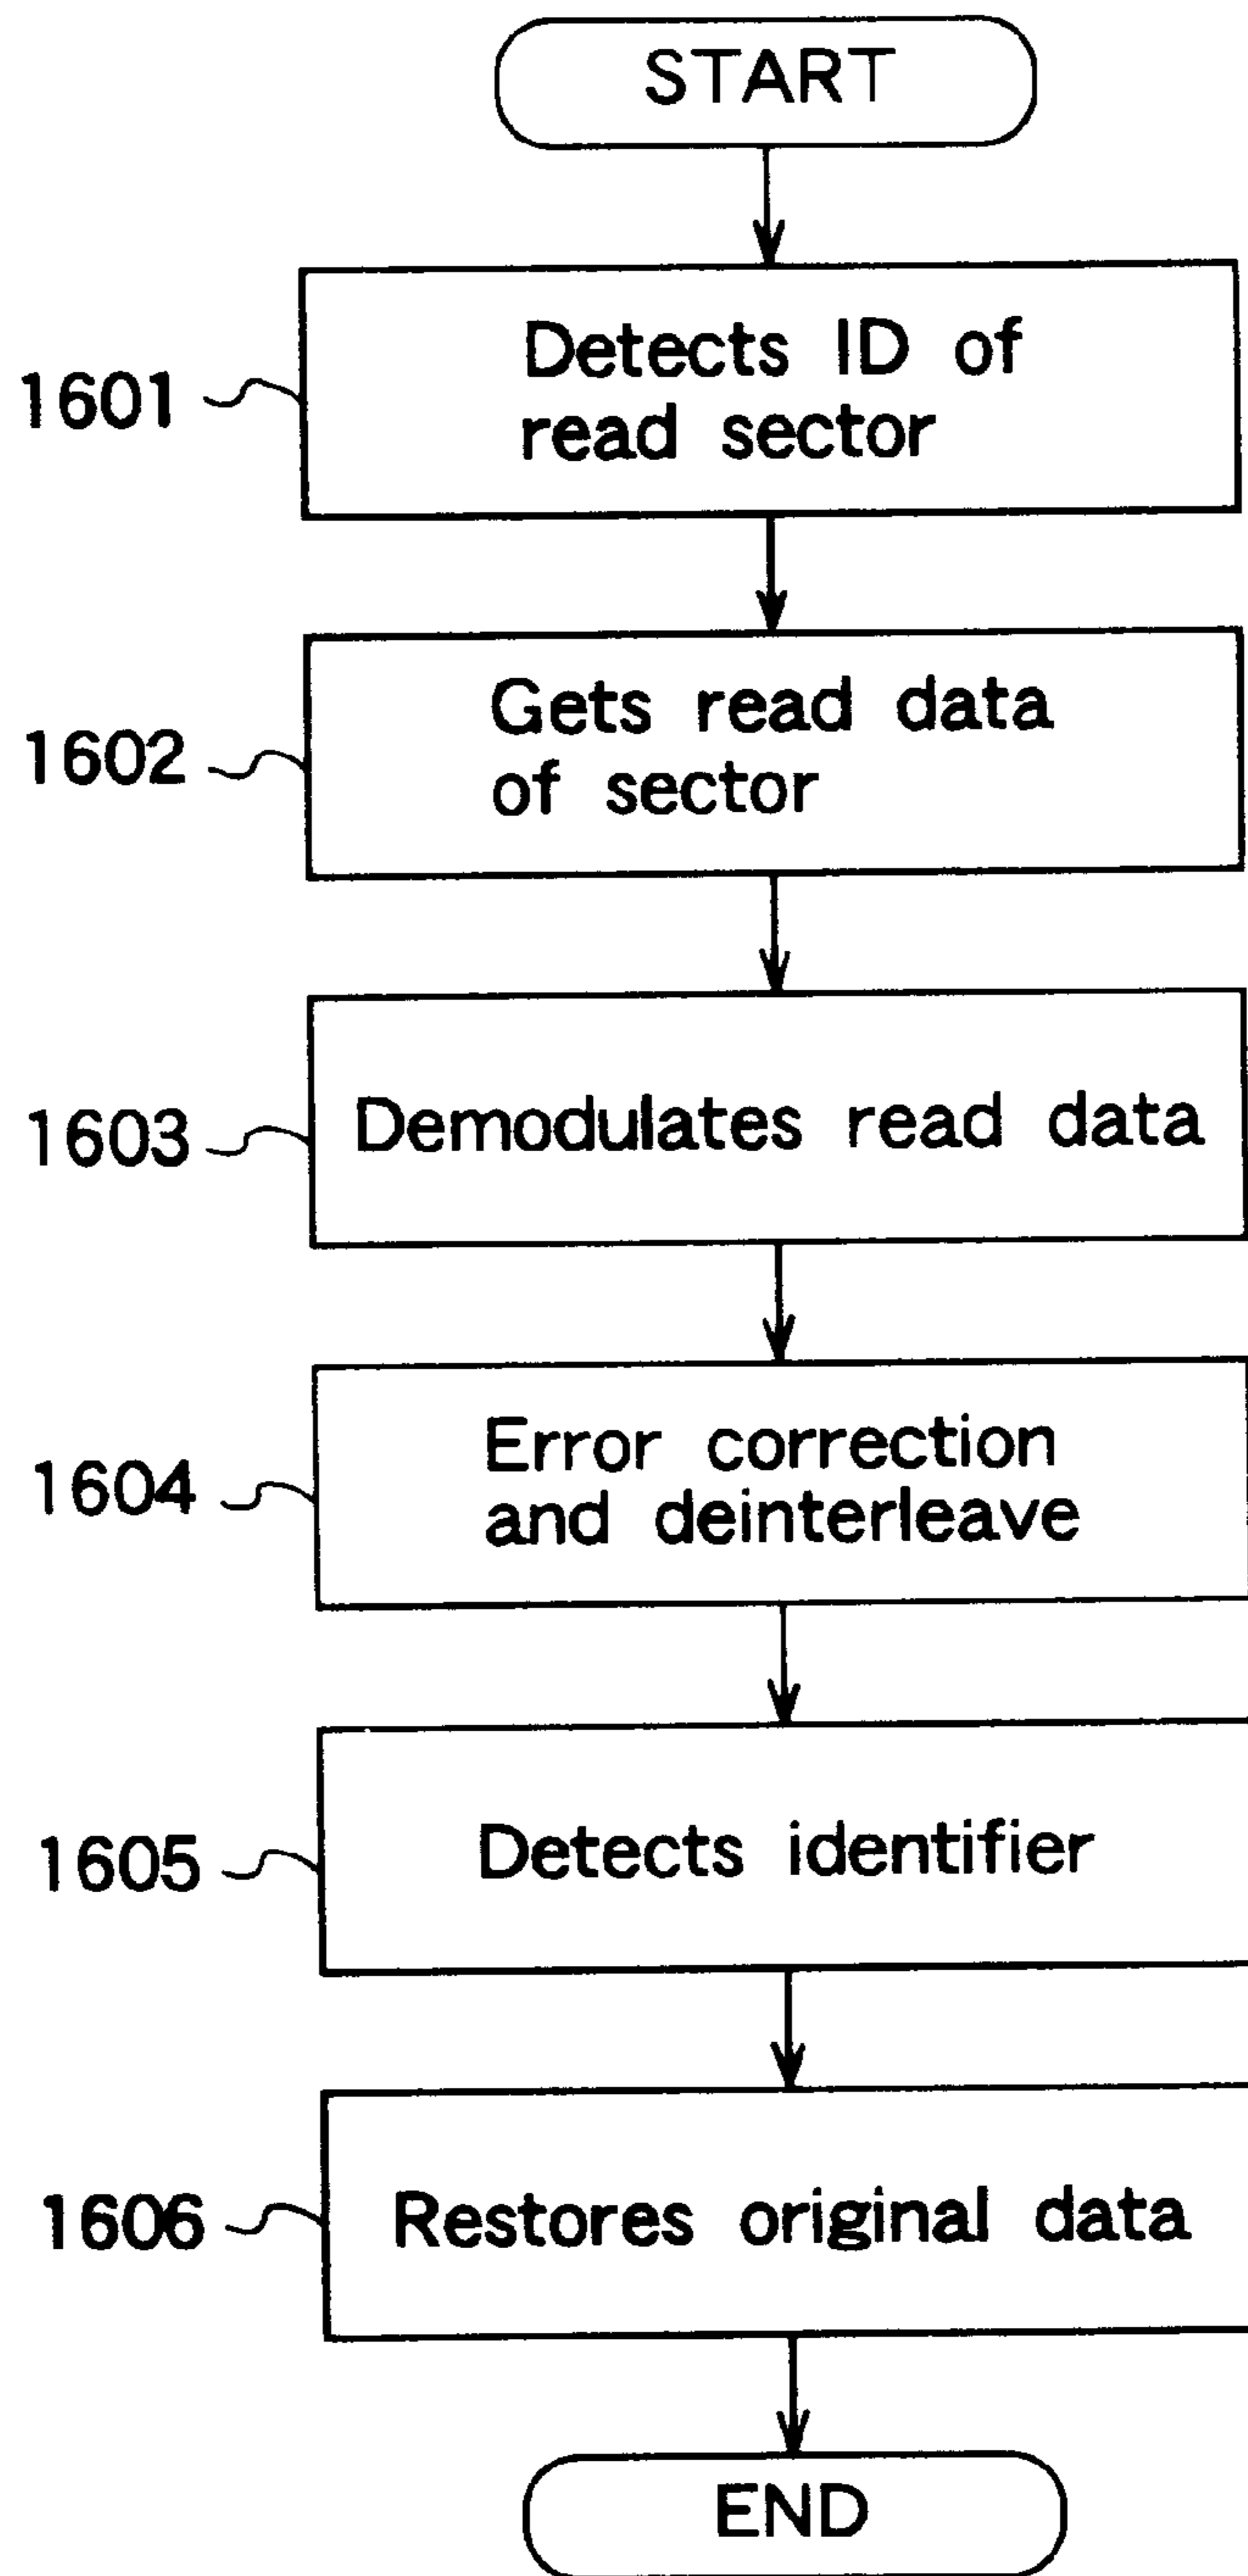 START
1601
Detects ID of
read sector
1602
Gets read data
of sector
1603
Demodulates read data
1604
Error correction
and deinterleave
1605
Detects identifier
1606
Restores original data
END